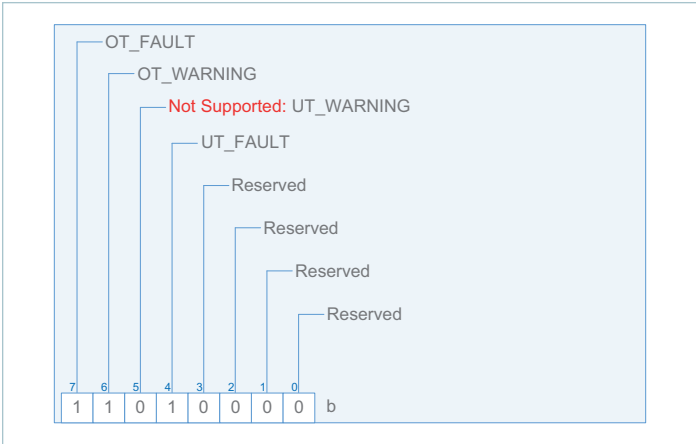 OT_FAULT
OT_WARNING
Not Supported: UT_WARNING
UT_FAULT
Reserved
Reserved
Reserved
Reserved
7 6 5 4 3 2 1 0
1 1 0 1 0 0 0 0 b